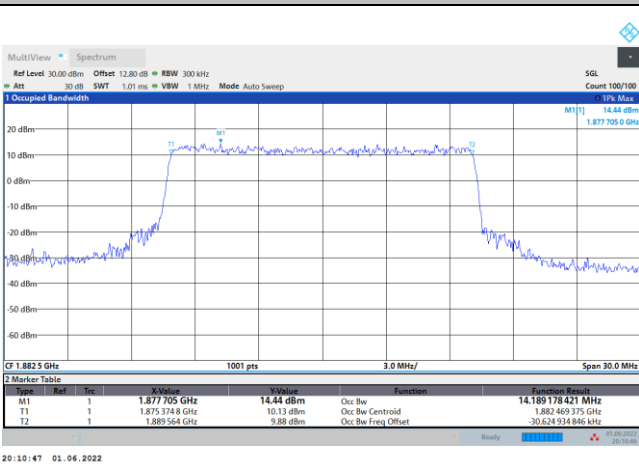 MultiView Spectrum
Ref Level 30.00 dBm Offset 12.80 dB RBW 300 kHz SGL
Att 30 dB SWT 1.01 ms VBW 1 MHz Mode Auto Sweep Count 100/100
1 Occupied Bandwidth 1Pk Max
M1[1] 14.44 dBm
1.877 705 0 GHz
M1
T1 T2
20 dBm
10 dBm
0 dBm
-10 dBm
-20 dBm
-30 dBm
-40 dBm
-50 dBm
-60 dBm
CF 1.882 5 GHz 1001 pts 3.0 MHz/ Span 30.0 MHz
2 Marker Table
Type Ref Trc X-Value Y-Value Function Function Result
M1 1 1.877 705 GHz 14.44 dBm Occ Bw 14.189 178 421 MHz
T1 1 1.875 374 8 GHz 10.13 dBm Occ Bw Centroid 1.882 469 375 GHz
T2 1 1.889 564 GHz 9.88 dBm Occ Bw Freq Offset -30.624 934 846 kHz
Ready 01.06.2022
20:10:46
20:10:47 01.06.2022